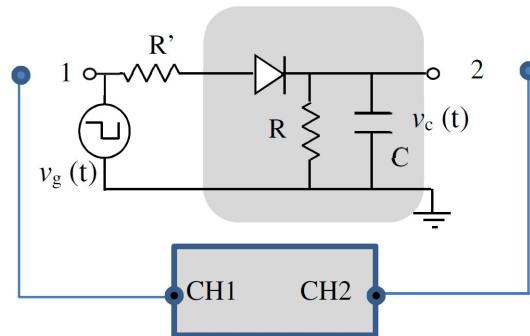 R’
1
2
R
v_c (t)
v_g (t)
C
CH1 CH2